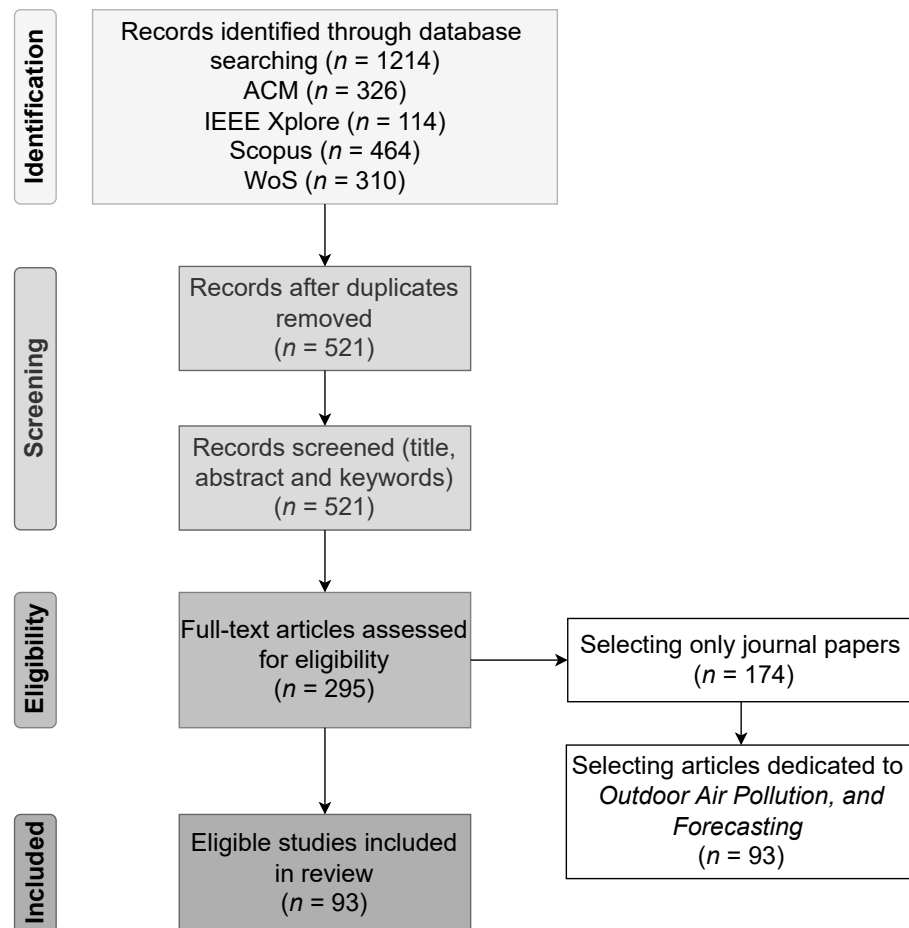 Identification
Records identified through database
searching (n = 1214)
ACM (n = 326)
IEEE Xplore (n = 114)
Scopus (n = 464)
WoS (n = 310)
Screening
Records after duplicates
removed
(n = 521)
Records screened (title,
abstract and keywords)
(n = 521)
Eligibility
Full-text articles assessed
for eligibility
(n = 295)
Selecting only journal papers
(n = 174)
Selecting articles dedicated to
Outdoor Air Pollution, and
Forecasting
(n = 93)
Included
Eligible studies included
in review
(n = 93)